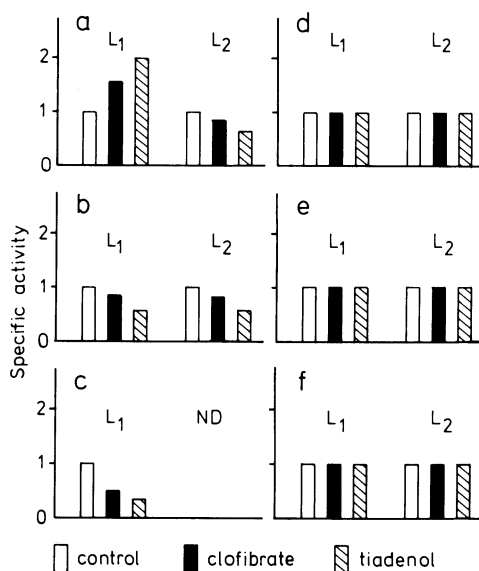 a
L1
L2
2
1
0
d
L1
L2
b
L1
L2
2
1
0
e
L1
L2
Specific activity
c
L1
ND
2
1
0
f
L1
L2
control
clofibrate
tiadenol